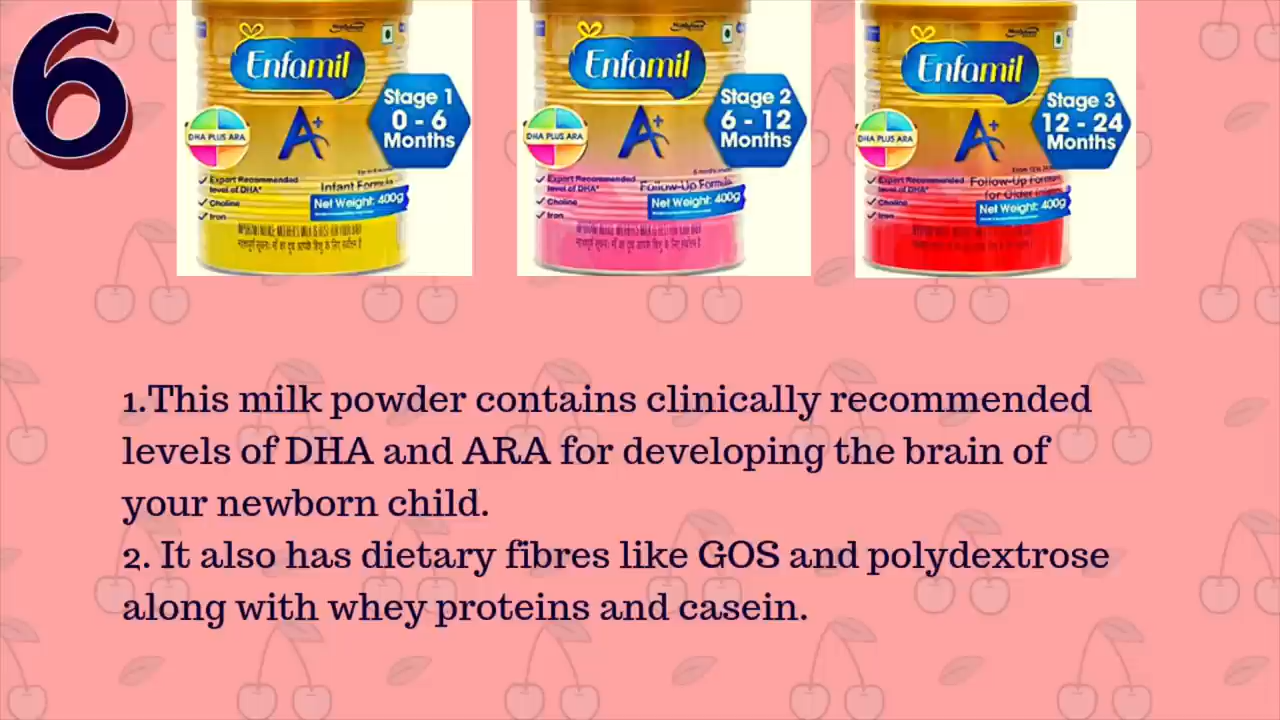 6
Enfamil
DHA PLUS ARA
A+
Stage 1
0 - 6
Months
Expert Recommended
level of DHA*
Choline
Iron
Infant Formula
Net Weight: 400g
Enfamil
DHA PLUS ARA
A+
Stage 2
6 - 12
Months
Expert Recommended
level of DHA*
Choline
Iron
Follow-Up Formula
Net Weight: 400g
Enfamil
DHA PLUS ARA
A+
Stage 3
12 - 24
Months
Expert Recommended
level of DHA*
Choline
Iron
Follow-Up Formula
for Older Infants
Net Weight: 400g
1.This milk powder contains clinically recommended
levels of DHA and ARA for developing the brain of
your newborn child.
2. It also has dietary fibres like GOS and polydextrose
along with whey proteins and casein.